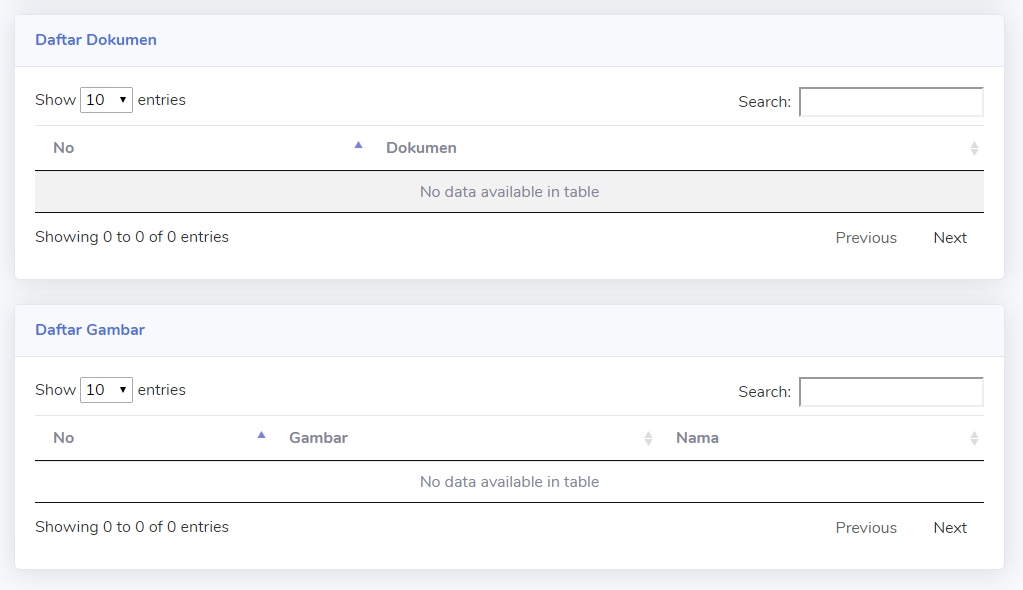 Daftar Dokumen
Show 10 entries Search:
No Dokumen
No data available in table
Showing 0 to 0 of 0 entries Previous Next
Daftar Gambar
Show 10 entries Search:
No Gambar Nama
No data available in table
Showing 0 to 0 of 0 entries Previous Next